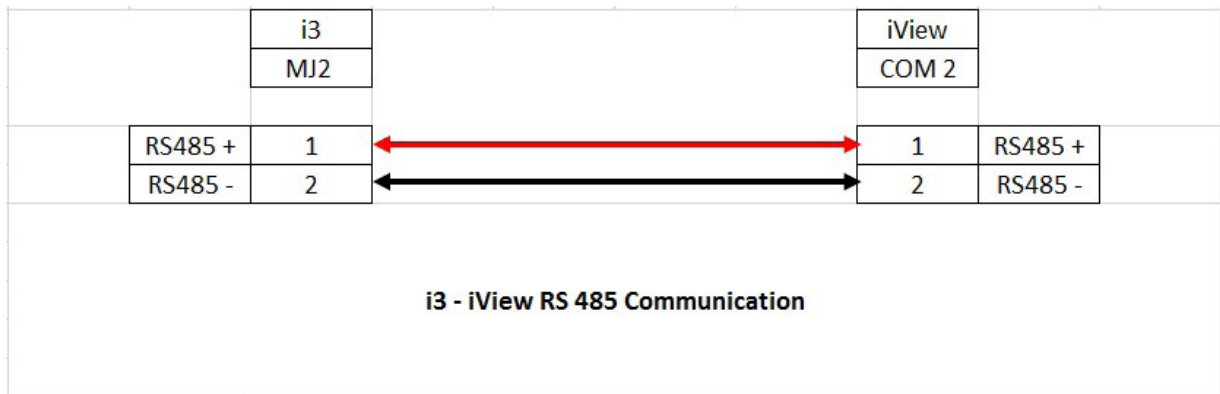 i3 iView
MJ2 COM 2
RS485 + 1 1 RS485 +
RS485 - 2 2 RS485 -
i3 - iView RS 485 Communication